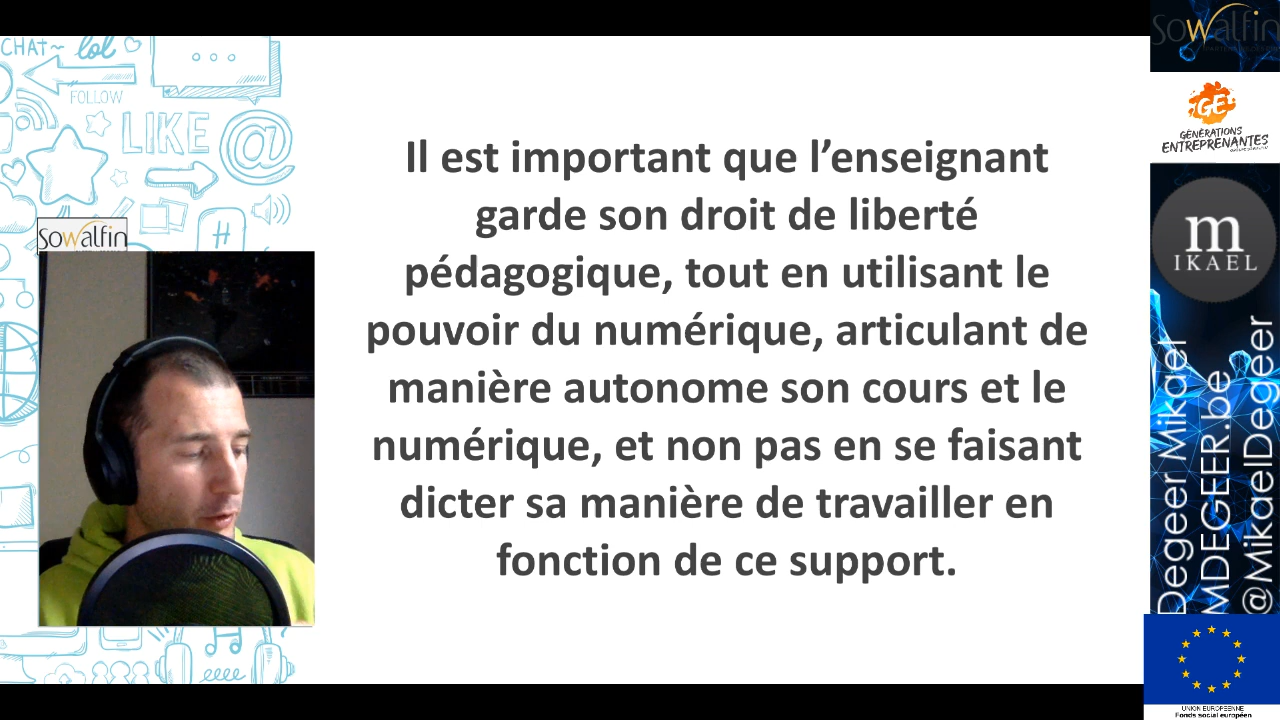 CHAT~ lol
FOLLOW
LIKE
@
#
Sowalfin
Il est important que l’enseignant
garde son droit de liberté
pédagogique, tout en utilisant le
pouvoir du numérique, articulant de
manière autonome son cours et le
numérique, et non pas en se faisant
dicter sa manière de travailler en
fonction de ce support.
Sowalfin
GE
GÉNÉRATIONS
ENTREPRENANTES
m
IKAEL
Degeer Mikael
MDEGEER.be
@MikaelDegeer
UNION EUROPEENNE
Fonds social européen